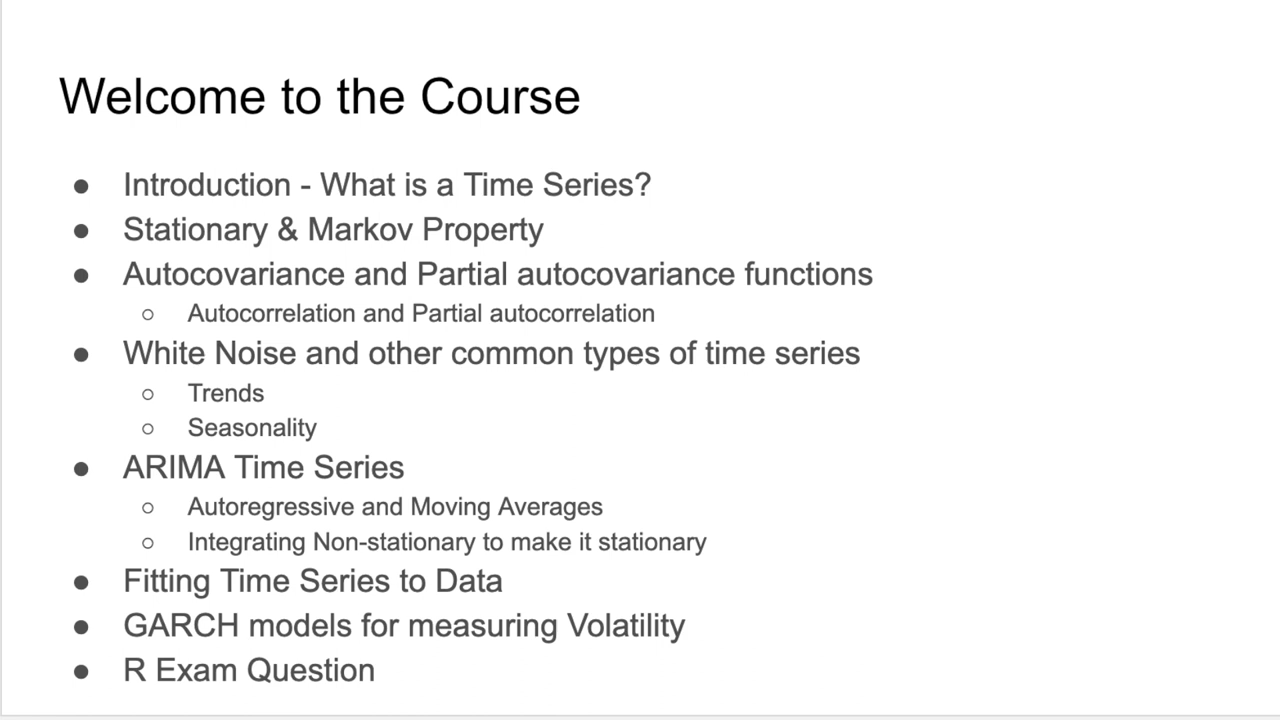 Welcome to the Course
● Introduction - What is a Time Series?
● Stationary & Markov Property
● Autocovariance and Partial autocovariance functions
○ Autocorrelation and Partial autocorrelation
● White Noise and other common types of time series
○ Trends
○ Seasonality
● ARIMA Time Series
○ Autoregressive and Moving Averages
○ Integrating Non-stationary to make it stationary
● Fitting Time Series to Data
● GARCH models for measuring Volatility
● R Exam Question